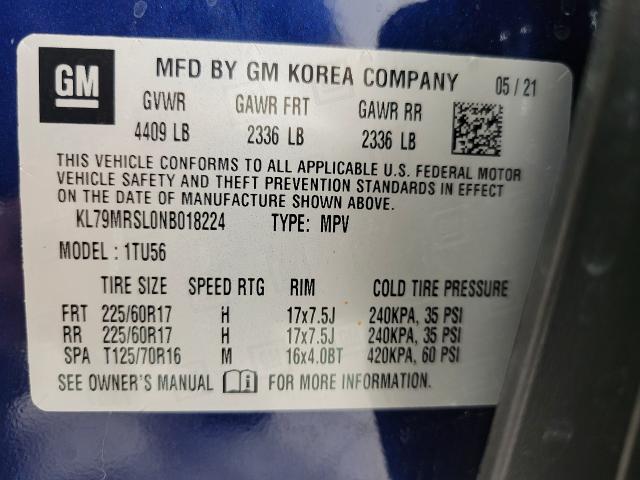 GM MFD BY GM KOREA COMPANY 05 / 21
GVWR GAWR FRT GAWR RR
4409 LB 2336 LB 2336 LB
THIS VEHICLE CONFORMS TO ALL APPLICABLE U.S. FEDERAL MOTOR
VEHICLE SAFETY AND THEFT PREVENTION STANDARDS IN EFFECT
ON THE DATE OF MANUFACTURE SHOWN ABOVE.
KL79MRSL0NB018224 TYPE: MPV
MODEL : 1TU56
TIRE SIZE SPEED RTG RIM COLD TIRE PRESSURE
FRT 225/60R17 H 17x7.5J 240KPA, 35 PSI
RR 225/60R17 H 17x7.5J 240KPA, 35 PSI
SPA T125/70R16 M 16x4.0BT 420KPA, 60 PSI
SEE OWNER'S MANUAL FOR MORE INFORMATION.